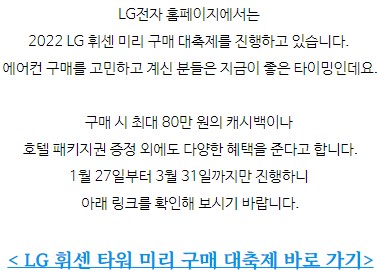 LG전자 홈페이지에서는
2022 LG 휘센 미리 구매 대축제를 진행하고 있습니다.
에어컨 구매를 고민하고 계신 분들은 지금이 좋은 타이밍인데요.
구매 시 최대 80만 원의 캐시백이나
호텔 패키지권 증정 외에도 다양한 혜택을 준다고 합니다.
1월 27일부터 3월 31일까지만 진행하니
아래 링크를 확인해 보시기 바랍니다.
< LG 휘센 타워 미리 구매 대축제 바로 가기>